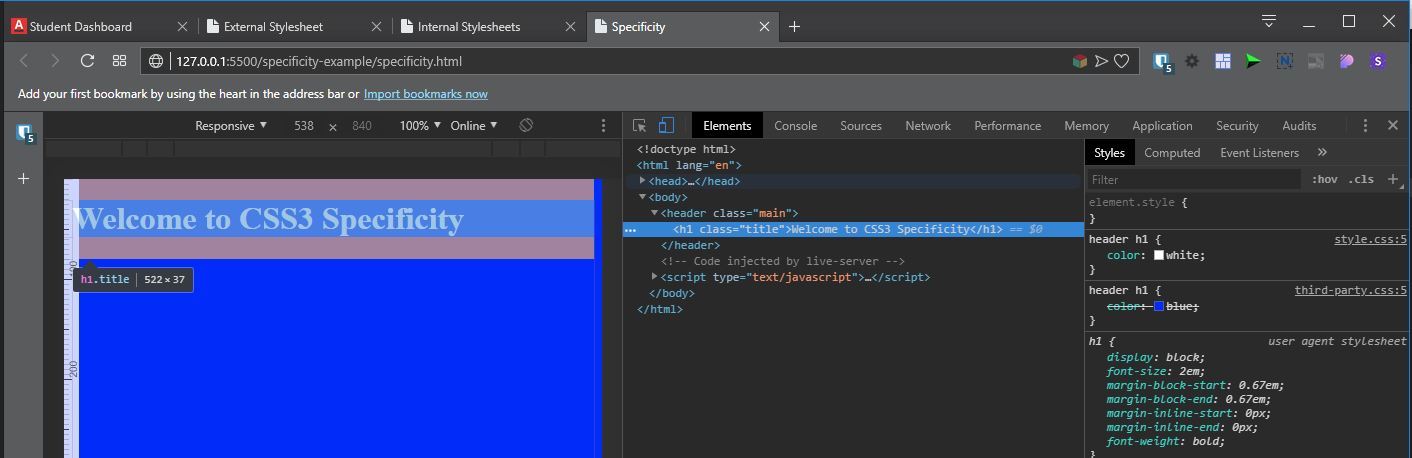 A Student Dashboard
External Stylesheet
Internal Stylesheets
Specificity
127.0.0.1:5500/specificity-example/specificity.html
5
N
S
Add your first bookmark by using the heart in the address bar or Import bookmarks now
5
Responsive ▼ 538 × 840 100% ▼ Online ▼
Elements Console Sources Network Performance Memory Application Security Audits
Welcome to CSS3 Specificity
h1.title 522 × 37
200
<!doctype html>
<html lang="en">
<head>…</head>
<body>
<header class="main">
<h1 class="title">Welcome to CSS3 Specificity</h1> == $0
</header>
<!-- Code injected by live-server -->
<script type="text/javascript">…</script>
</body>
</html>
Styles Computed Event Listeners »
Filter :hov .cls +
element.style {
}
header h1 { style.css:5
color: white;
}
header h1 { third-party.css:5
color: blue;
}
h1 { user agent stylesheet
display: block;
font-size: 2em;
margin-block-start: 0.67em;
margin-block-end: 0.67em;
margin-inline-start: 0px;
margin-inline-end: 0px;
font-weight: bold;
}